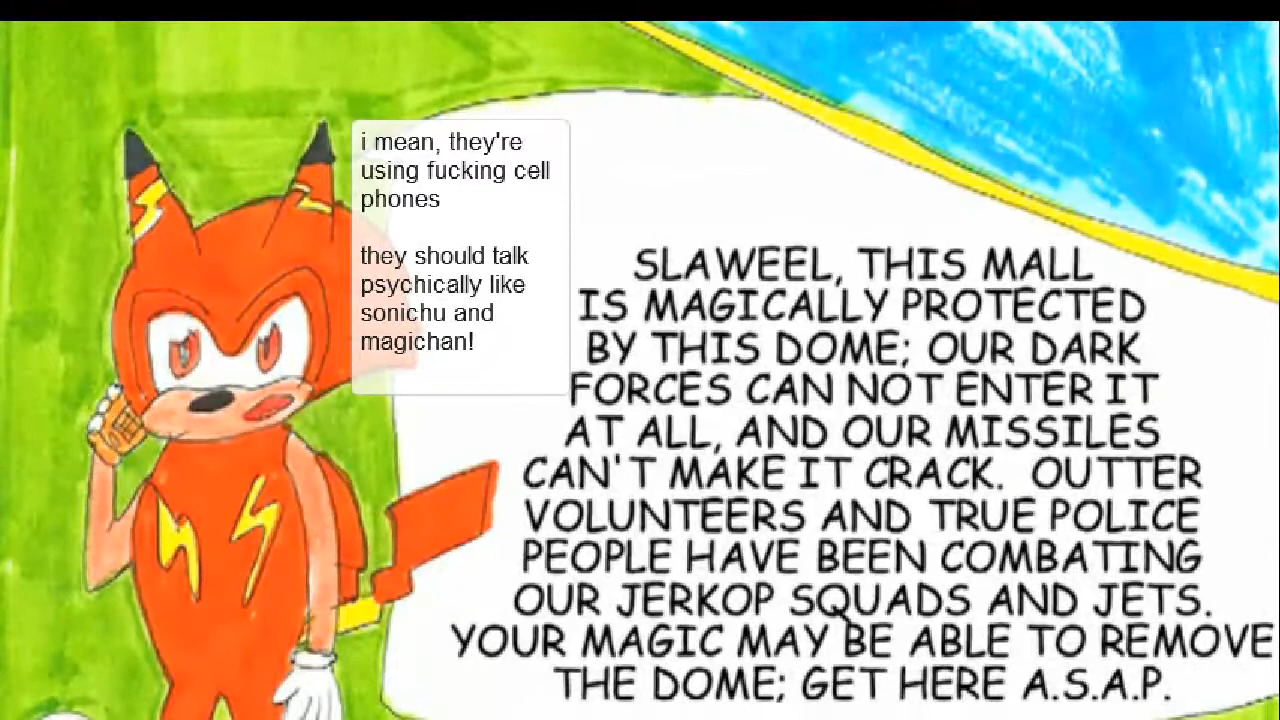 i mean, they're
using fucking cell
phones
they should talk
psychically like
sonichu and
magichan!
SLAWEEL, THIS MALL
IS MAGICALLY PROTECTED
BY THIS DOME; OUR DARK
FORCES CAN NOT ENTER IT
AT ALL, AND OUR MISSILES
CAN'T MAKE IT CRACK. OUTTER
VOLUNTEERS AND TRUE POLICE
PEOPLE HAVE BEEN COMBATING
OUR JERKOP SQUADS AND JETS.
YOUR MAGIC MAY BE ABLE TO REMOVE
THE DOME; GET HERE A.S.A.P.